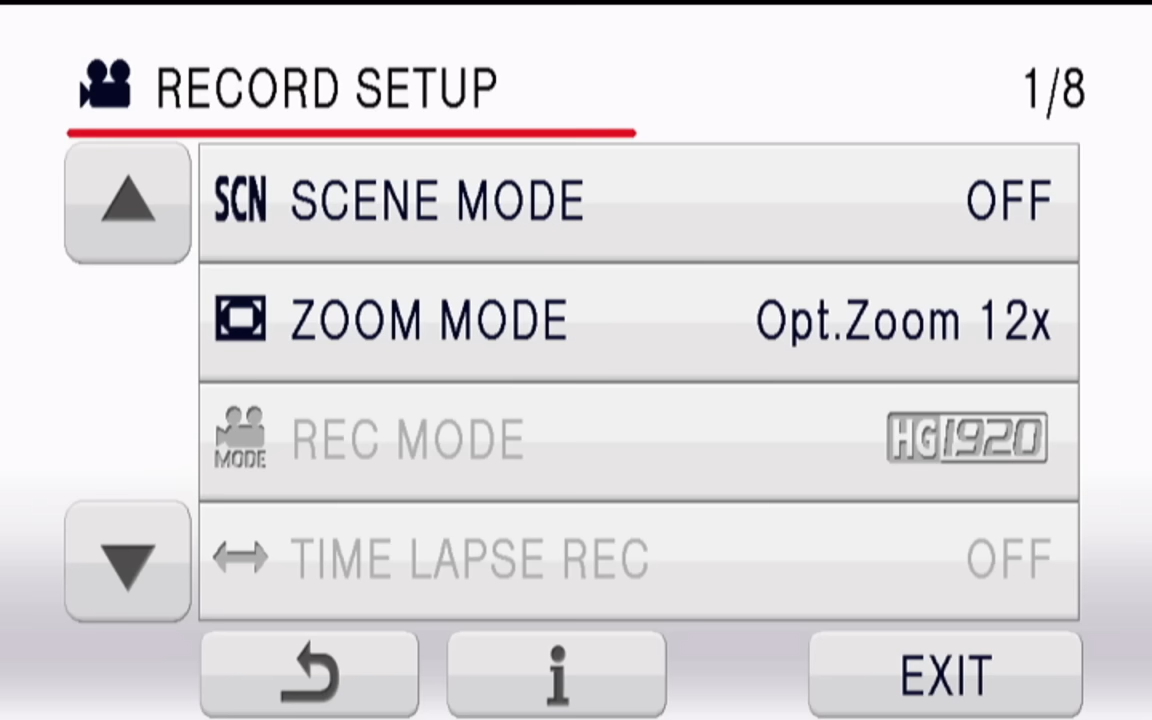 RECORD SETUP 1/8
SCN SCENE MODE OFF
ZOOM MODE Opt.Zoom 12x
MODE REC MODE HG1920
TIME LAPSE REC OFF
i EXIT